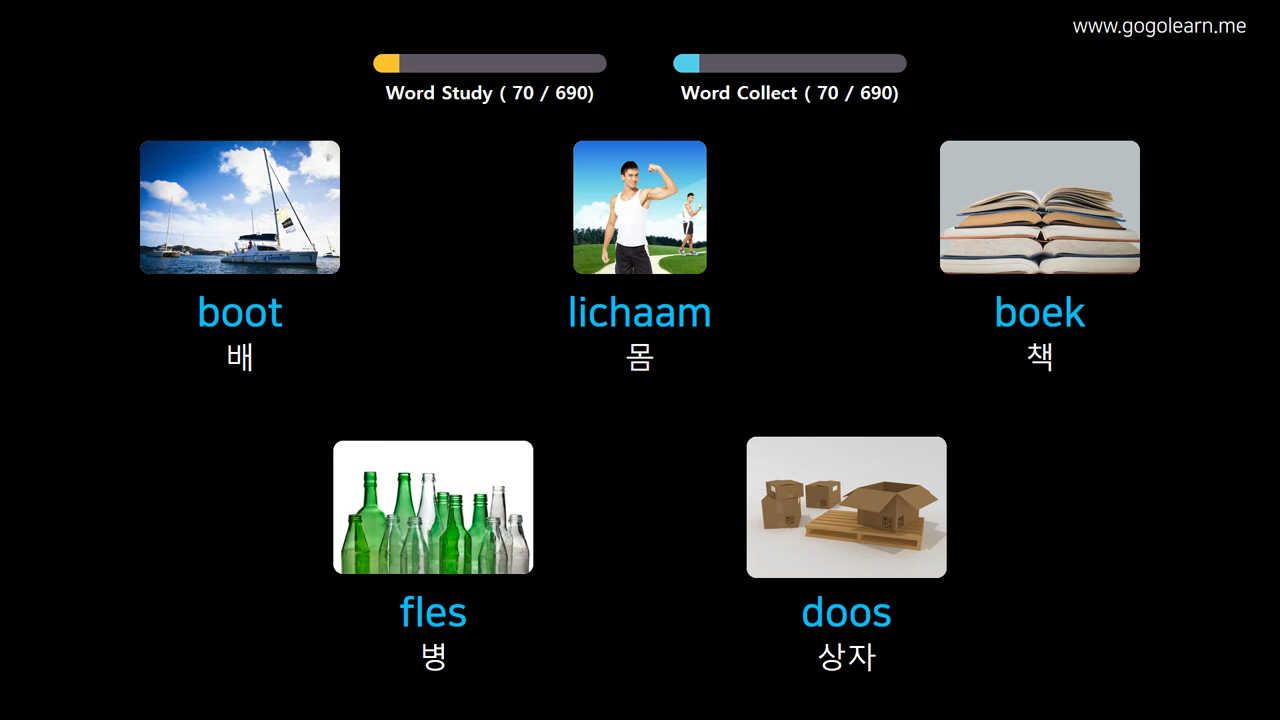 www.gogolearn.me
Word Study ( 70 / 690)
Word Collect ( 70 / 690)
boot
배
lichaam
몸
boek
책
fles
병
doos
상자